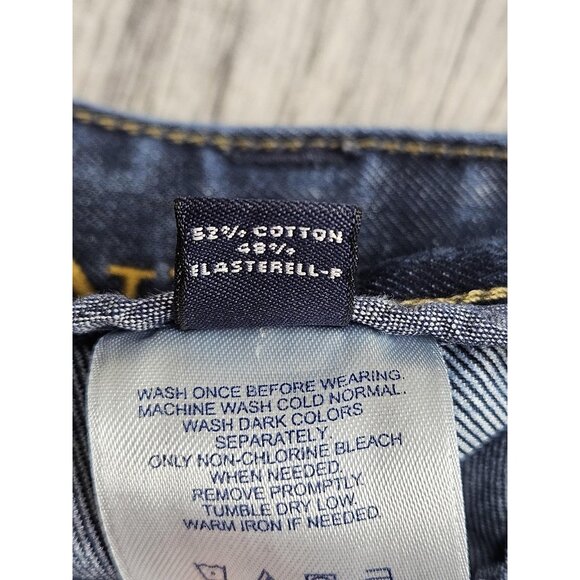 52% COTTON
48%
ELASTERELL-P
AT
WASH ONCE BEFORE WEARING.
MACHINE WASH COLD NORMAL.
WASH DARK COLORS
SEPARATELY.
ONLY NON-CHLORINE BLEACH
WHEN NEEDED.
REMOVE PROMPTLY.
TUMBLE DRY LOW.
WARM IRON IF NEEDED.